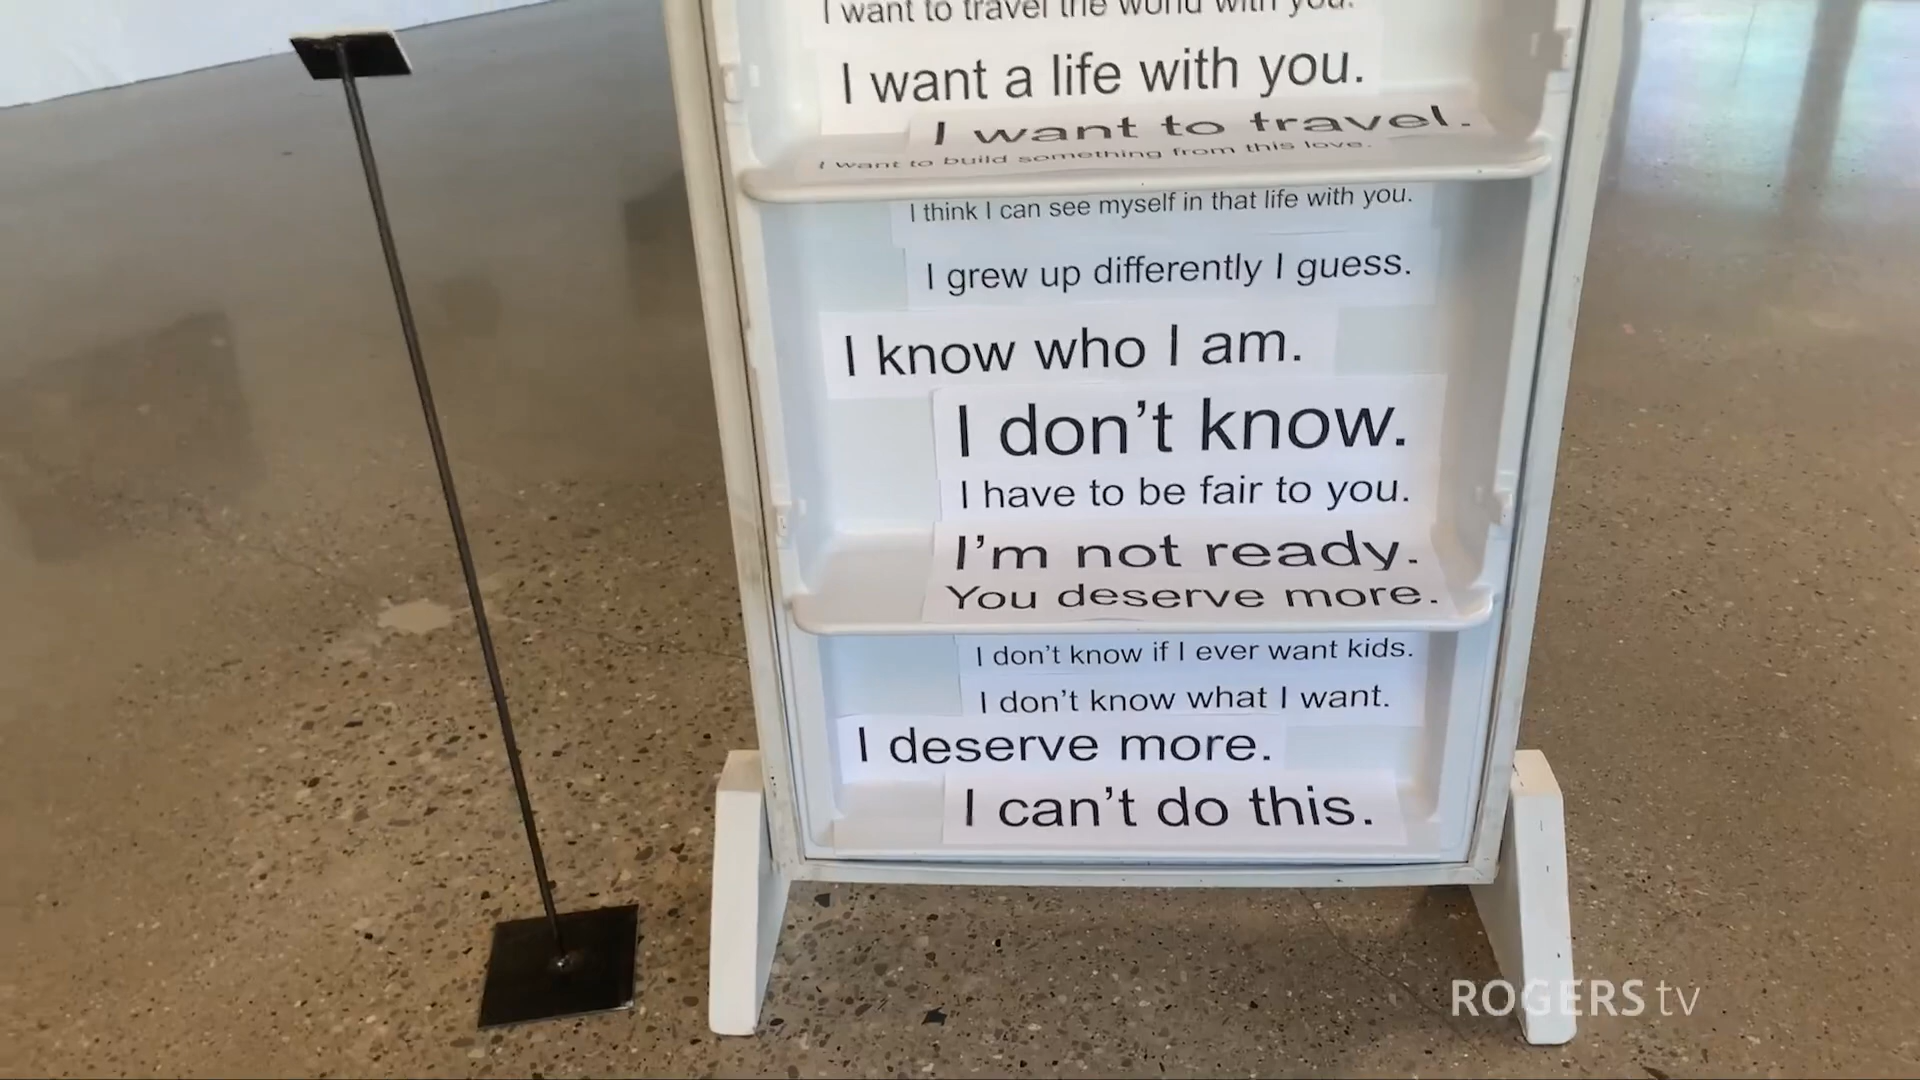 I want to travel the world with you.
I want a life with you.
I want to travel.
I want to build something from this love.
I think I can see myself in that life with you.
I grew up differently I guess.
I know who I am.
I don't know.
I have to be fair to you.
I'm not ready.
You deserve more.
I don't know if I ever want kids.
I don't know what I want.
I deserve more.
I can't do this.
ROGERS tv